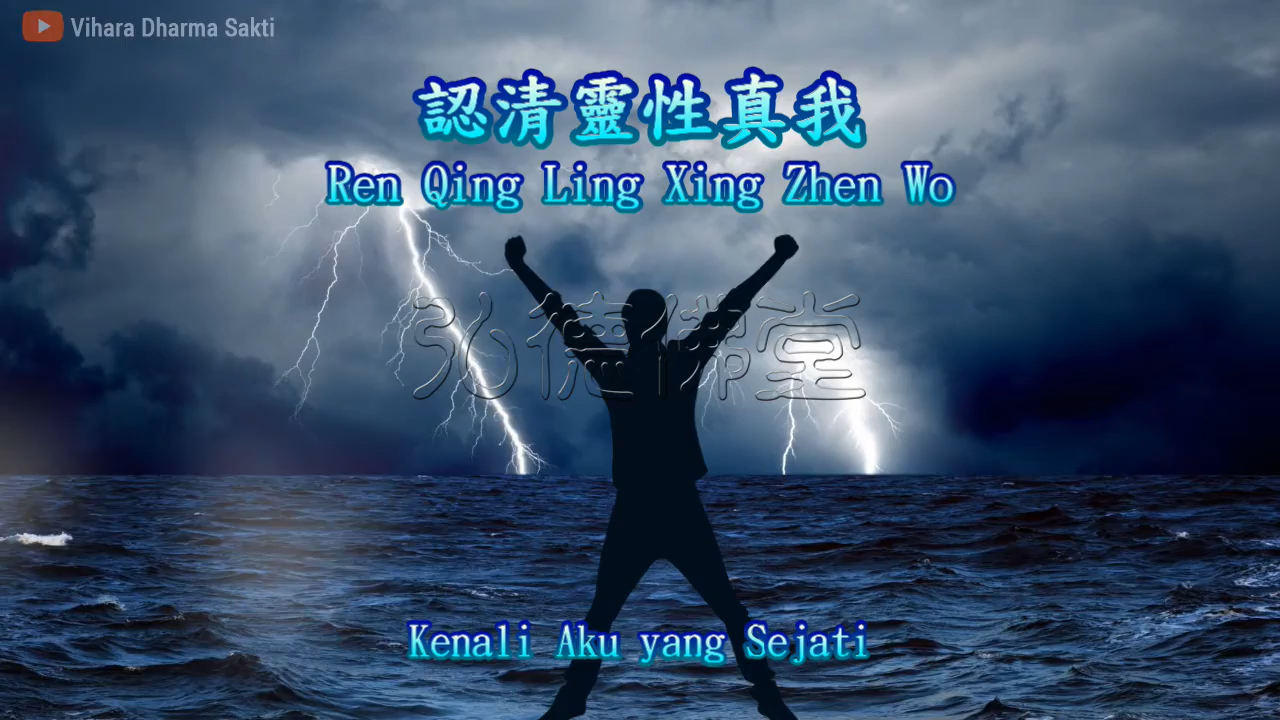 Vihara Dharma Sakti
認清靈性真我
Ren Qing Ling Xing Zhen Wo
弘德佛堂
Kenali Aku yang Sejati